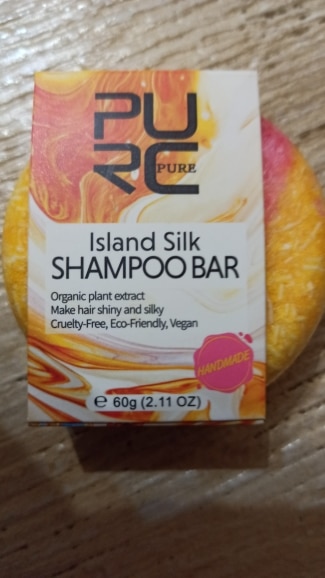 PURC
PURE
Island Silk
SHAMPOO BAR
Organic plant extract
Make hair shiny and silky
Cruelty-Free, Eco-Friendly, Vegan
HANDMADE
℮ 60g (2.11 OZ)